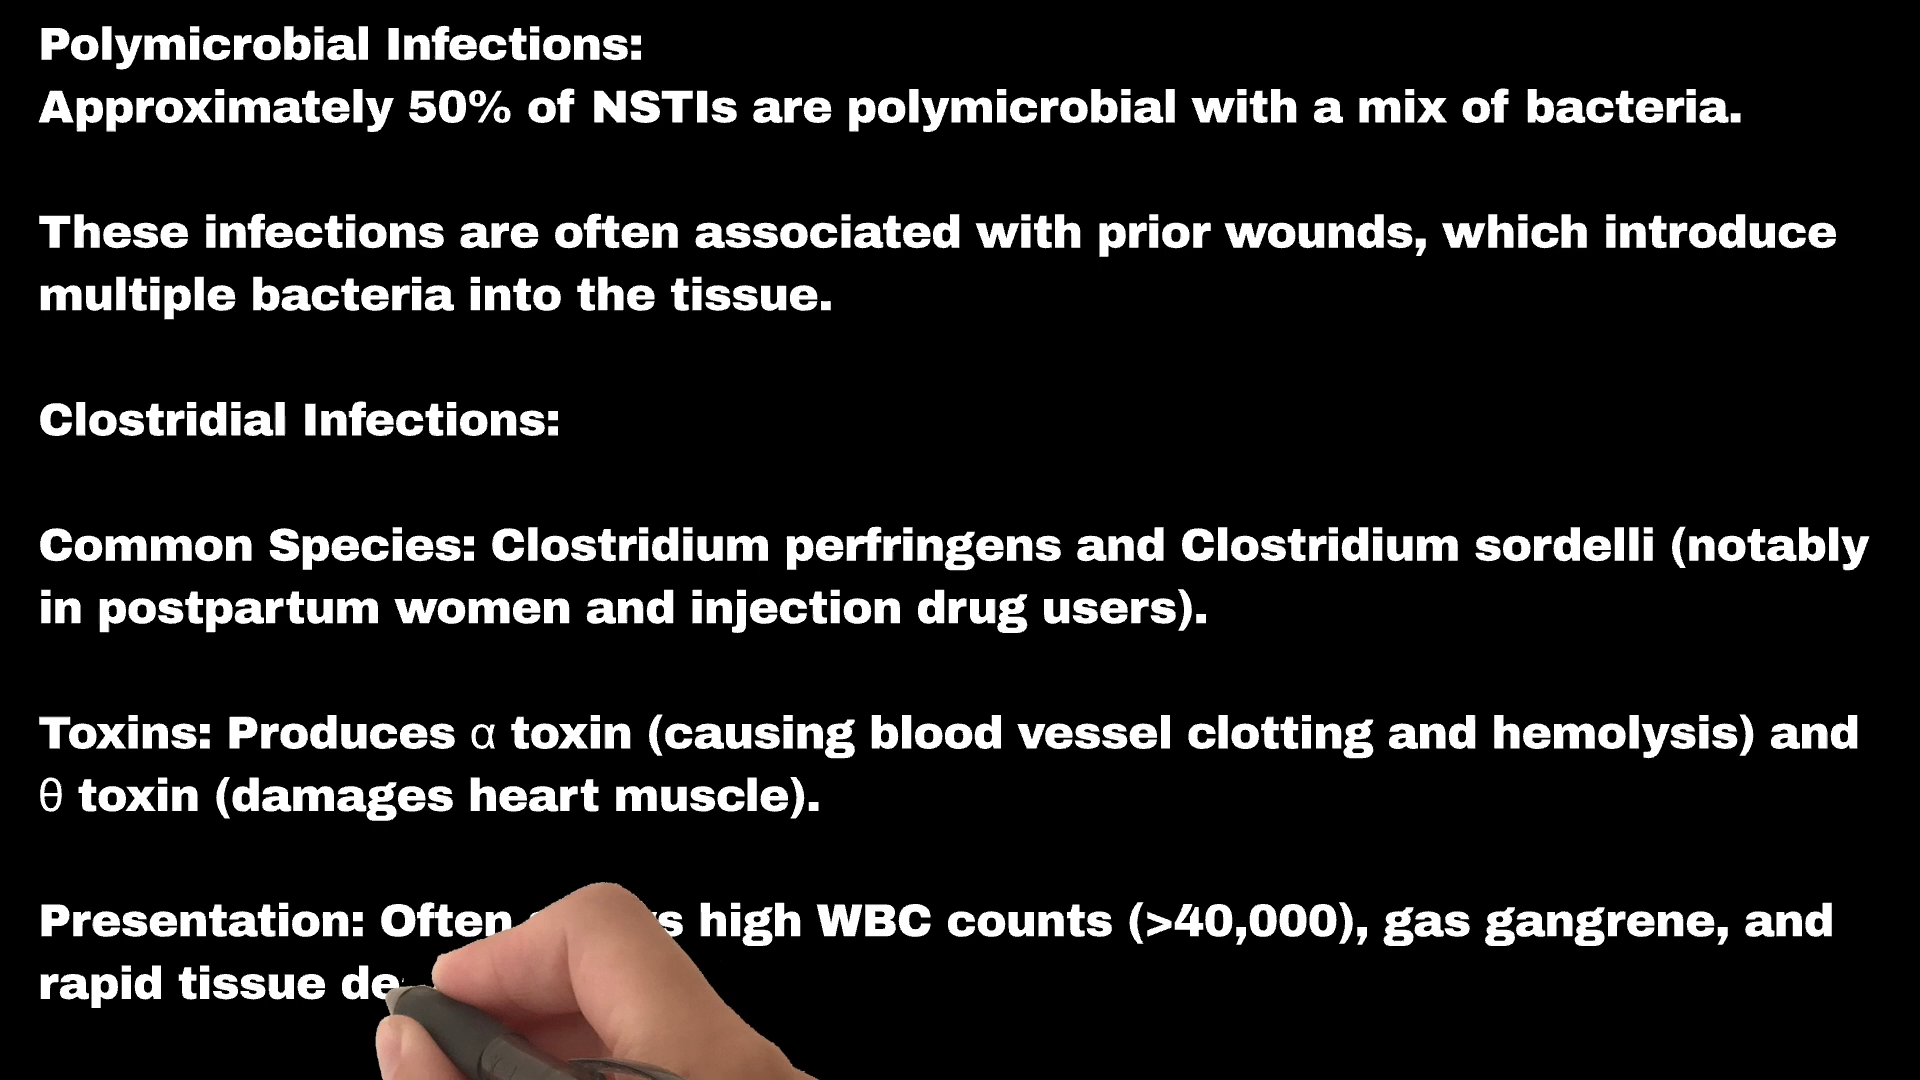 Polymicrobial Infections:
Approximately 50% of NSTIs are polymicrobial with a mix of bacteria.
These infections are often associated with prior wounds, which introduce
multiple bacteria into the tissue.
Clostridial Infections:
Common Species: Clostridium perfringens and Clostridium sordelli (notably
in postpartum women and injection drug users).
Toxins: Produces α toxin (causing blood vessel clotting and hemolysis) and
θ toxin (damages heart muscle).
Presentation: Often high WBC counts (>40,000), gas gangrene, and
rapid tissue